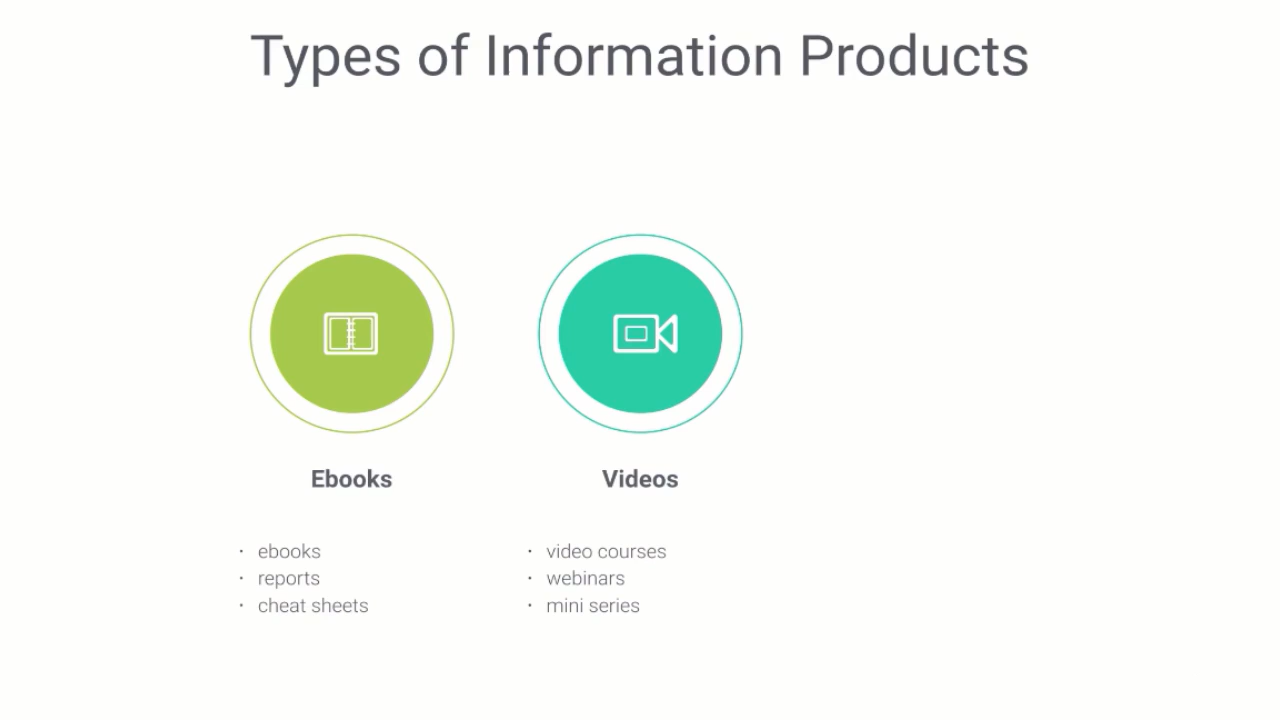 Types of Information Products
Ebooks
· ebooks
· reports
· cheat sheets
Videos
· video courses
· webinars
· mini series